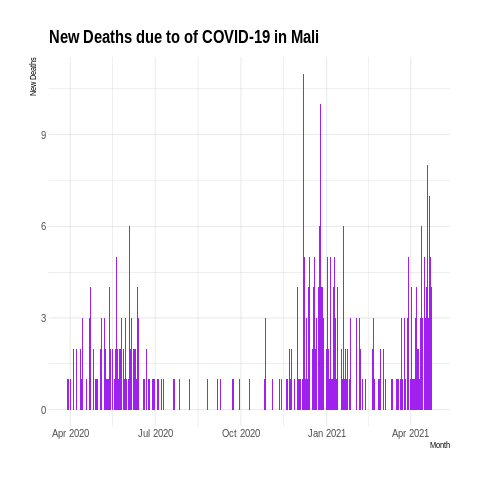 New Deaths due to of COVID-19 in Mali
New Deaths
9
6
3
0
Apr 2020 Jul 2020 Oct 2020 Jan 2021 Apr 2021
Month